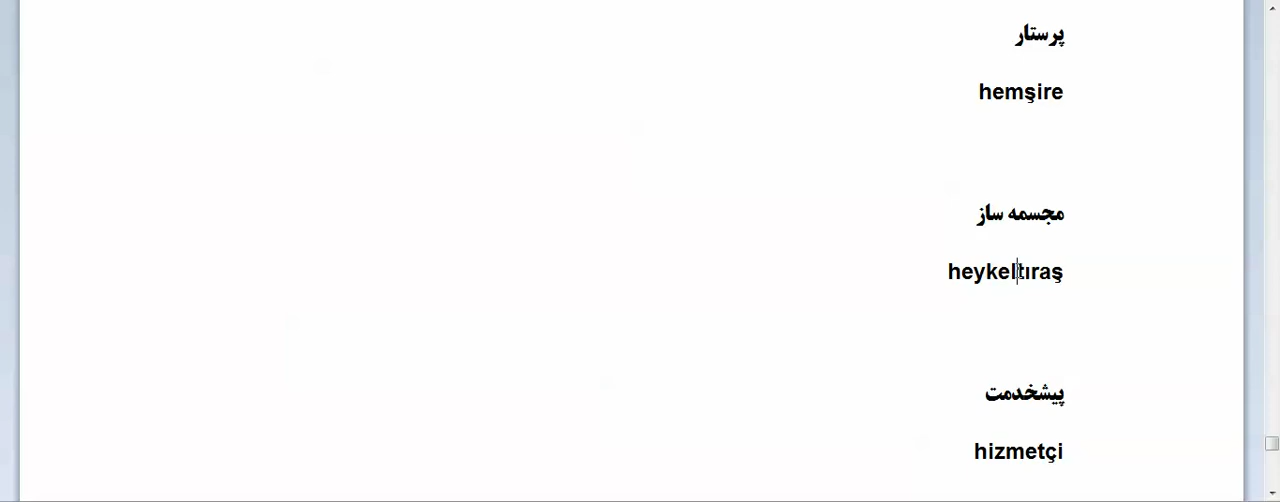 پرستار
hemşire
مجسمه ساز
heykeltıraş
پیشخدمت
hizmetçi